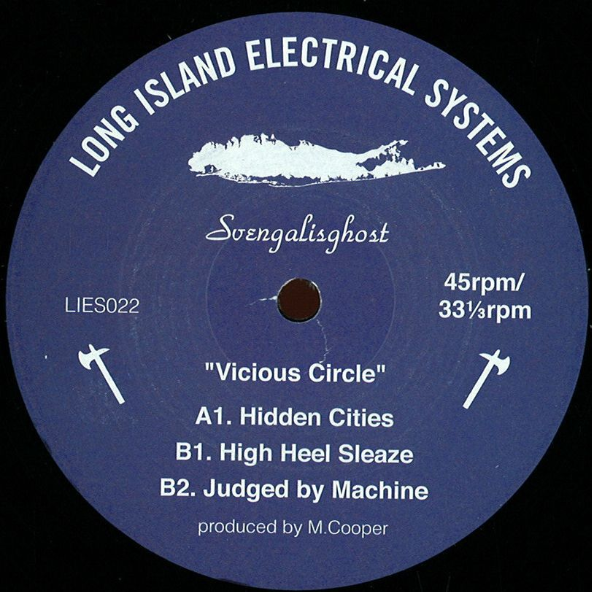 LONG ISLAND ELECTRICAL SYSTEMS
Svengalisghost
LIES022
45rpm/
33⅓rpm
"Vicious Circle"
A1. Hidden Cities
B1. High Heel Sleaze
B2. Judged by Machine
produced by M.Cooper